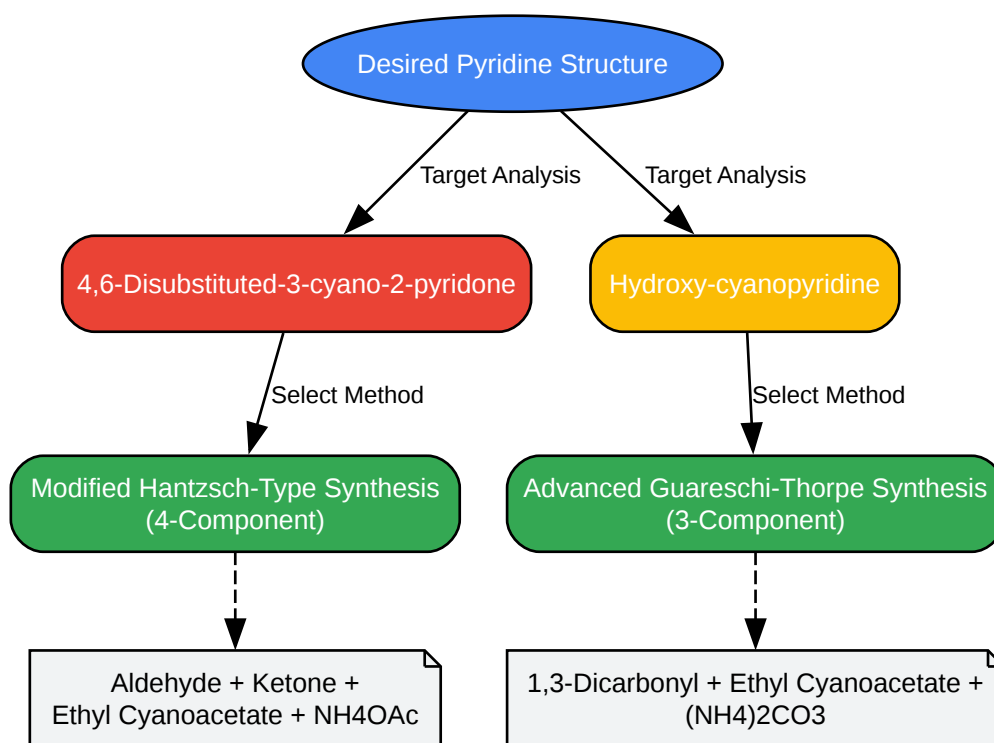 Desired Pyridine Structure
Target Analysis
Target Analysis
4,6-Disubstituted-3-cyano-2-pyridone
Hydroxy-cyanopyridine
Select Method
Select Method
Modified Hantzsch-Type Synthesis
(4-Component)
Advanced Guareschi-Thorpe Synthesis
(3-Component)
Aldehyde + Ketone +
Ethyl Cyanoacetate + NH4OAc
1,3-Dicarbonyl + Ethyl Cyanoacetate +
(NH4)2CO3